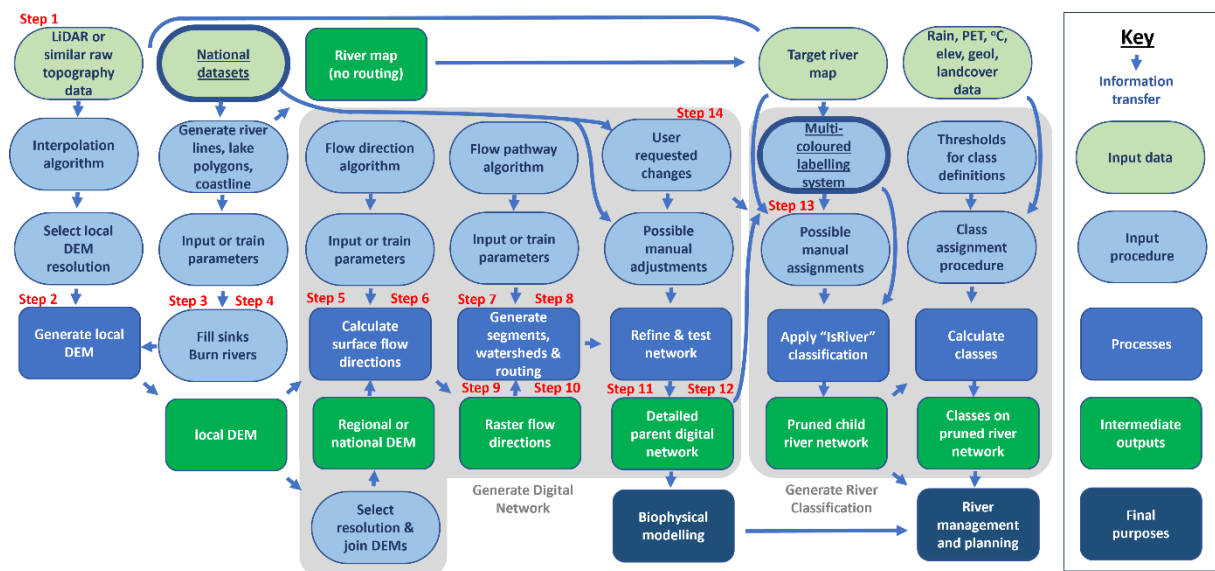 Step 1
LiDAR or
similar raw
topography
data
National
datasets
River map
(no routing)
Target river
map
Rain, PET, °C,
elev, geol,
landcover
data
Key
Information
transfer
Interpolation
algorithm
Generate river
lines, lake
polygons,
coastline
Flow direction
algorithm
Flow pathway
algorithm
Step 14
User
requested
changes
Multi-
coloured
labelling
system
Thresholds
for class
definitions
Input data
Select local
DEM
resolution
Input or train
parameters
Input or train
parameters
Input or train
parameters
Possible
manual
adjustments
Step 13
Possible
manual
assignments
Class
assignment
procedure
Input
procedure
Step 2
Generate local
DEM
Step 3
Step 4
Fill sinks
Burn rivers
Step 5
Step 6
Calculate
surface flow
directions
Step 7
Step 8
Generate
segments,
watersheds &
routing
Refine & test
network
Apply “IsRiver”
classification
Calculate
classes
Processes
Step 9
Step 10
Step 11
Step 12
local DEM
Regional or
national DEM
Raster flow
directions
Detailed
parent digital
network
Pruned child
river network
Classes on
pruned river
network
Intermediate
outputs
Select
resolution &
join DEMs
Generate Digital
Network
Biophysical
modelling
Generate River
Classification
River
management
and planning
Final
purposes